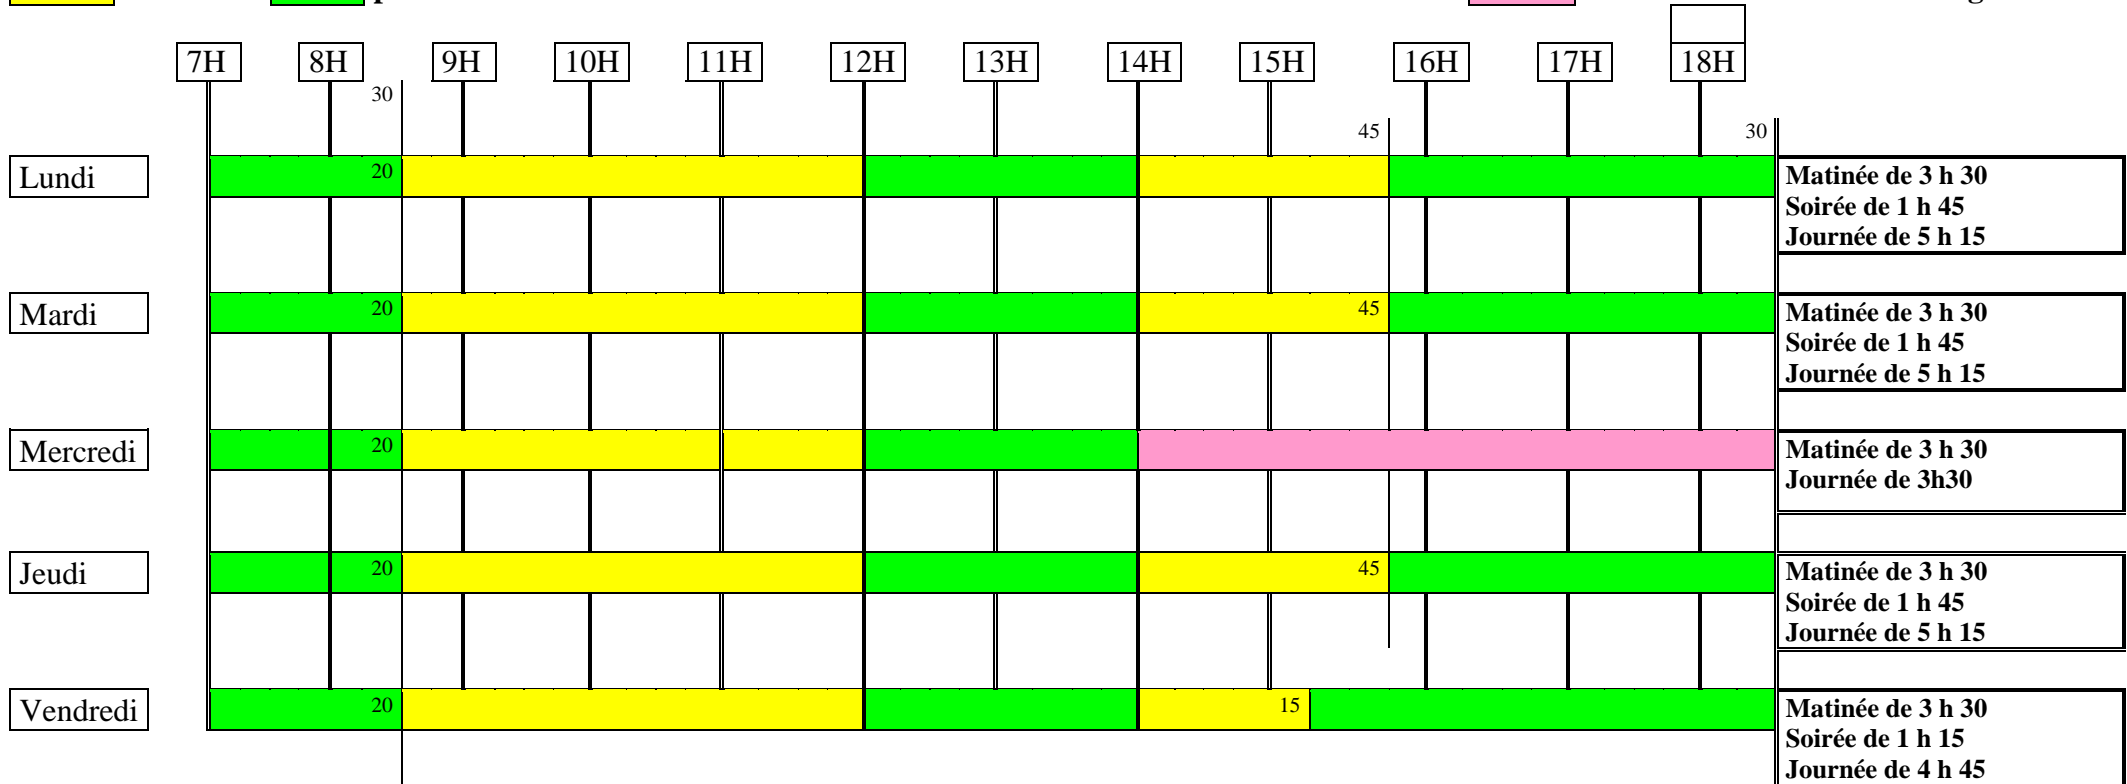 7H 8H 9H 10H 11H 12H 13H 14H 15H 16H 17H 18H
30
45 30
Lundi 20 Matinée de 3 h 30
Soirée de 1 h 45
Journée de 5 h 15
Mardi 20 45 Matinée de 3 h 30
Soirée de 1 h 45
Journée de 5 h 15
Mercredi 20 Matinée de 3 h 30
Journée de 3h30
Jeudi 20 45 Matinée de 3 h 30
Soirée de 1 h 45
Journée de 5 h 15
Vendredi 20 15 Matinée de 3 h 30
Soirée de 1 h 15
Journée de 4 h 45